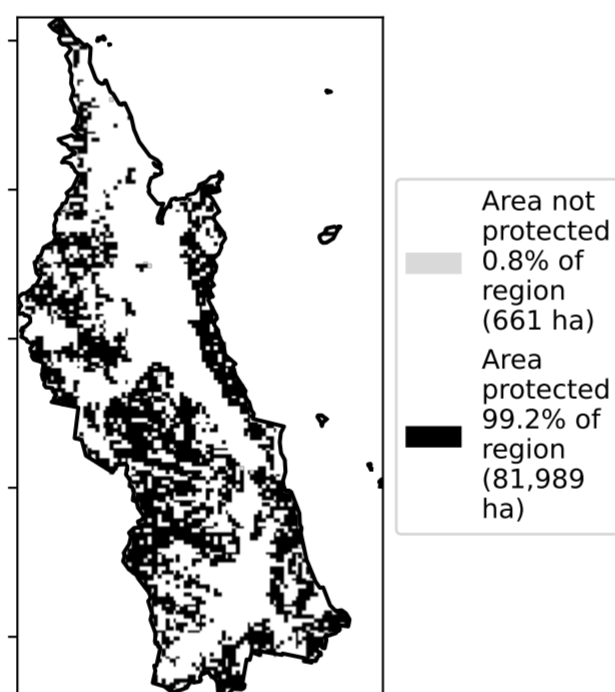 Area not
protected
0.8% of
region
(661 ha)
Area
protected
99.2% of
region
(81,989
ha)